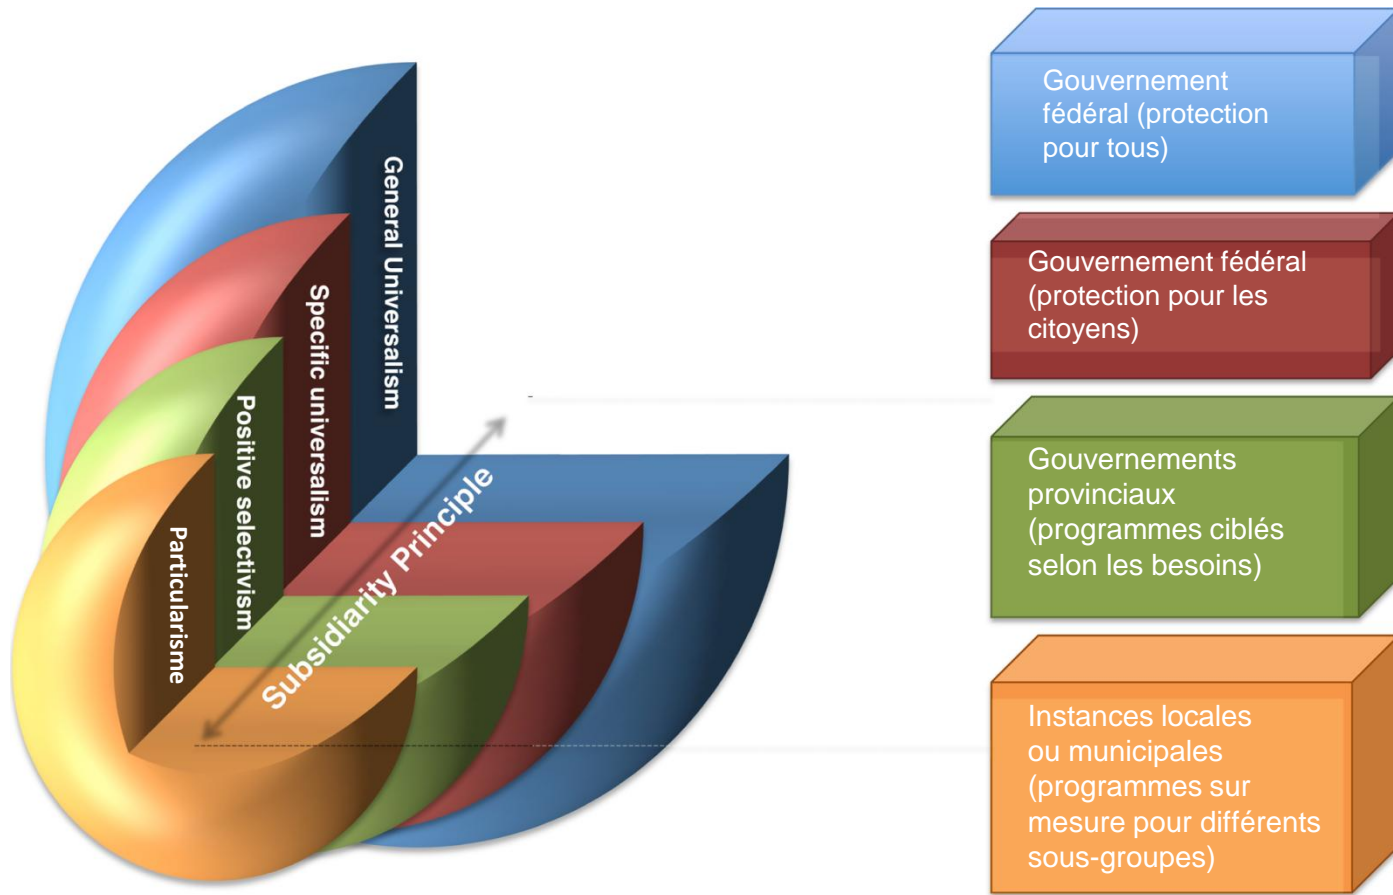 General Universalism
Specific universalism
Positive selectivism
Particularisme
Subsidiarity Principle
Gouvernement
fédéral (protection
pour tous)
Gouvernement fédéral
(protection pour les
citoyens)
Gouvernements
provinciaux
(programmes ciblés
selon les besoins)
Instances locales
ou municipales
(programmes sur
mesure pour différents
sous-groupes)